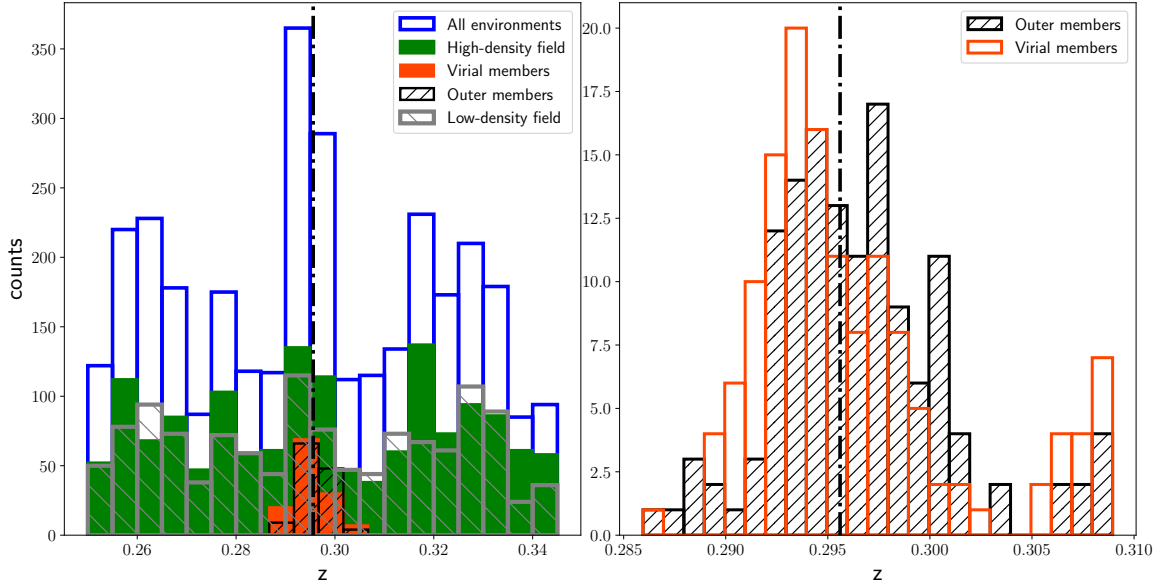 All environments
High-density field
Virial members
Outer members
Low-density field
350
300
250
200
150
100
50
0
counts
0.26
0.28
0.30
0.32
0.34
z
Outer members
Virial members
20.0
17.5
15.0
12.5
10.0
7.5
5.0
2.5
0.0
0.285
0.290
0.295
0.300
0.305
0.310
z